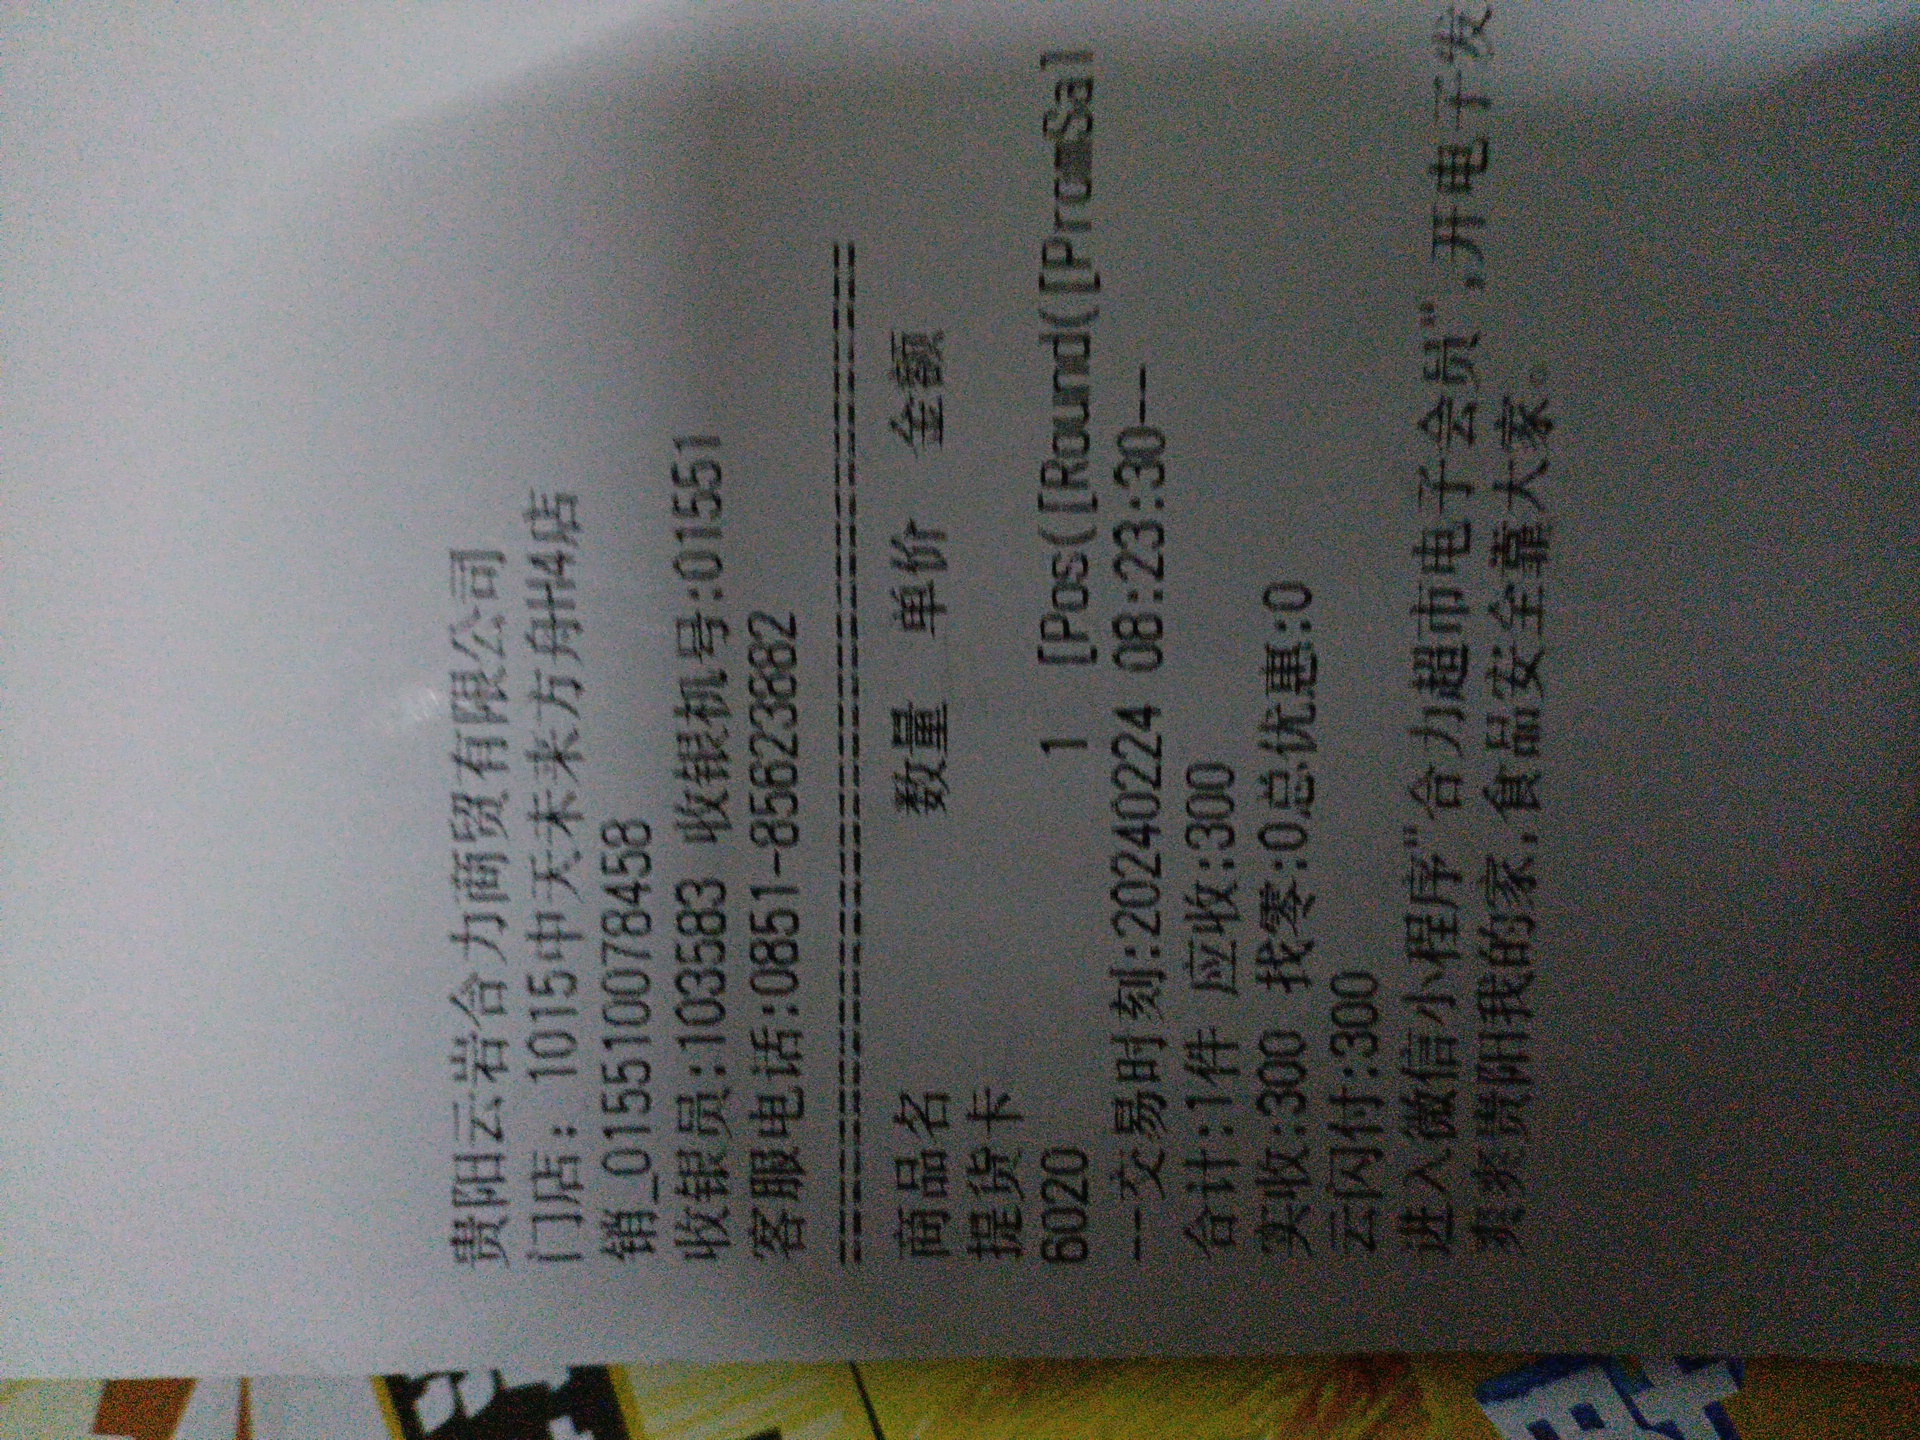 贵阳云岩合力商贸有限公司
门店: 1015中天未来方舟H4店
销_015510078458
收银员:103583 收银机号:01551
客服电话:0851-85623882
================================================
商品名 数量 单价 金额
提货卡
6020 1 [Pos([Round([PromSal
--交易时刻:20240224 08:23:30--
合计:1件 应收:300
实收:300 找零:0总优惠:0
云闪付:300
进入微信小程序"合力超市电子会员",开电子发
爽爽贵阳我的家,食品安全靠大家。